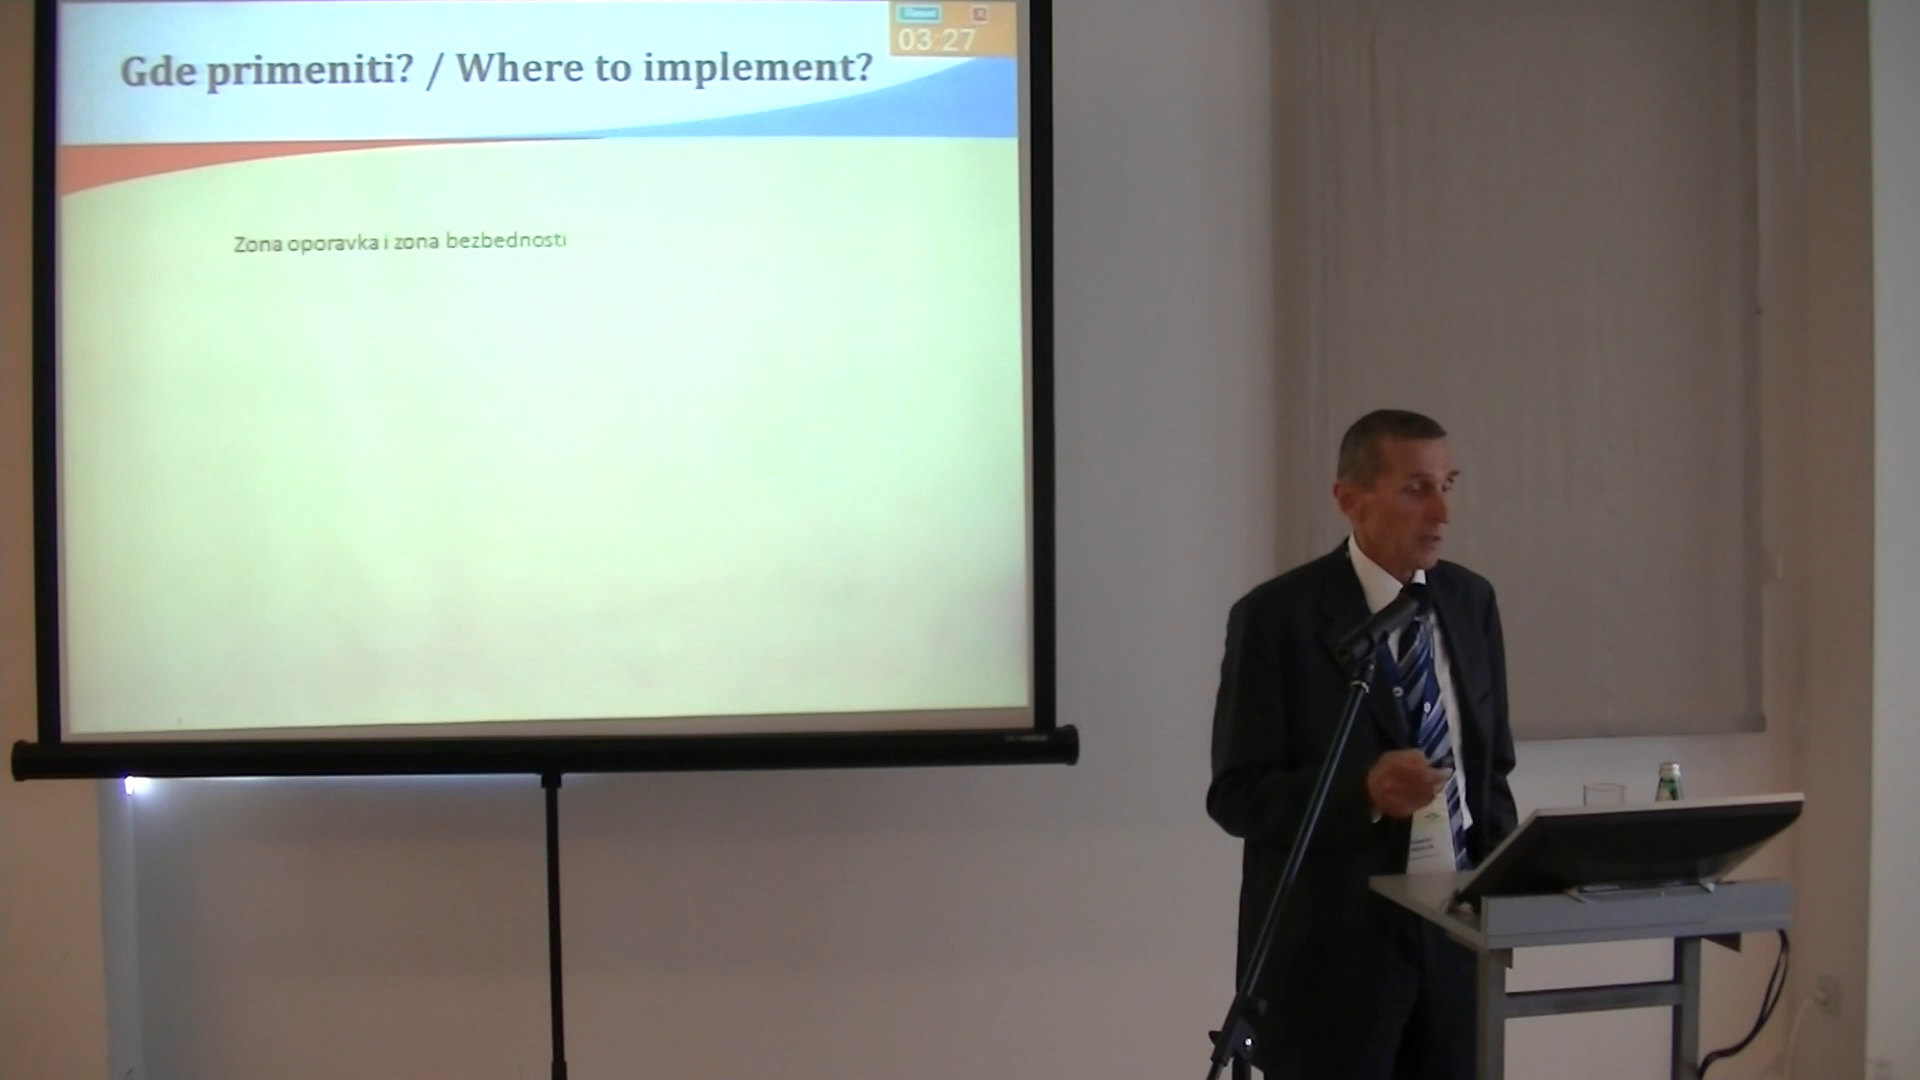 Gde primeniti? / Where to implement?
03:27
Zona oporavka i zona bezbednosti